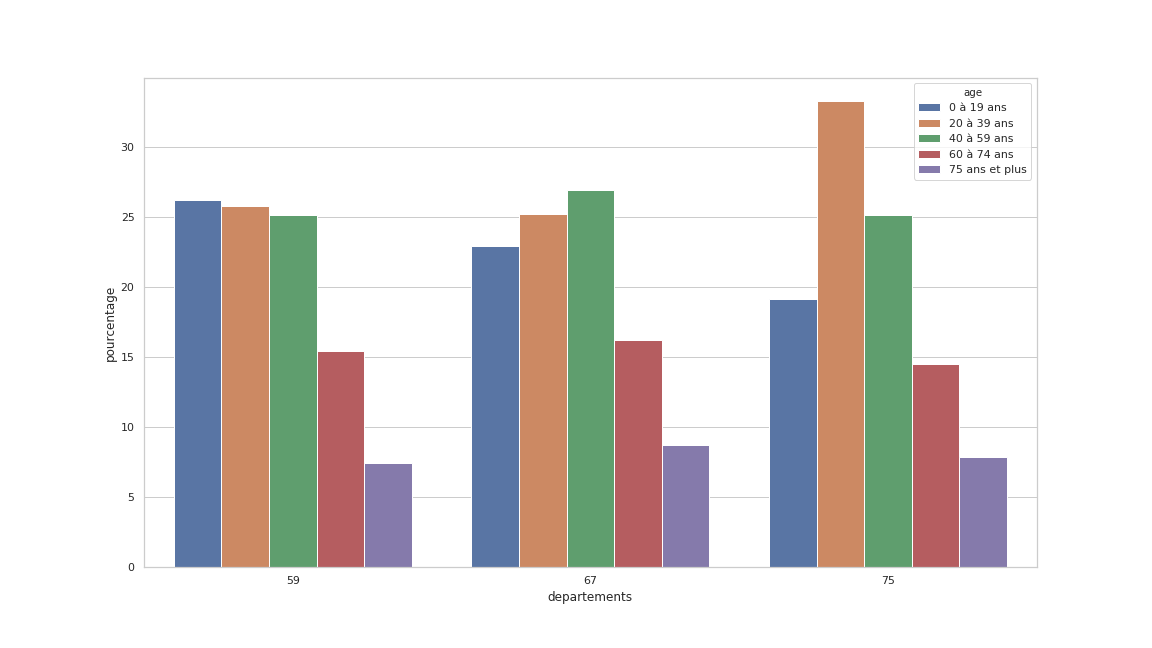 age
0 à 19 ans
20 à 39 ans
40 à 59 ans
60 à 74 ans
75 ans et plus
pourcentage
30
25
20
15
10
5
0
59 67 75
departements